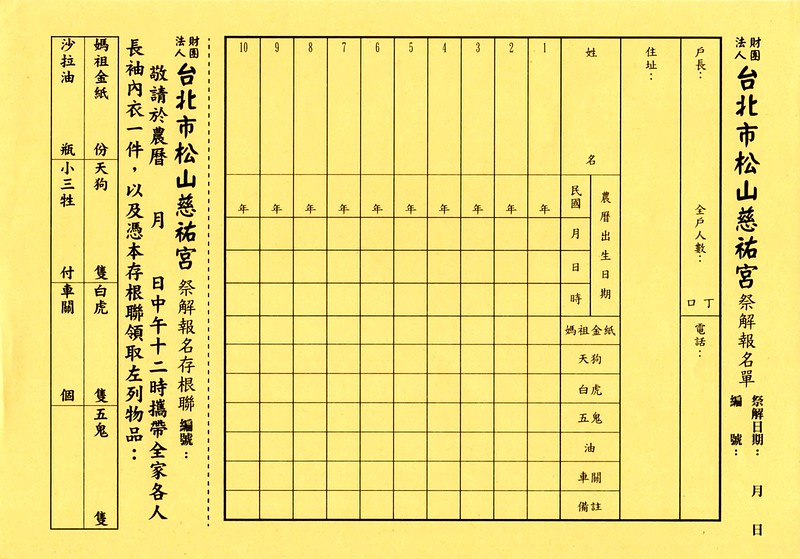 財團法人 台北市松山慈祐宮 祭解報名單
祭解日期： 月 日
編 號：
戶長： 全戶人數： 口 丁 電話：
住址：
姓 名 農曆出生日期 民國 月 日 時 媽祖金紙 天狗 白虎 五鬼 油 車關 備註
1 年
2 年
3 年
4 年
5 年
6 年
7 年
8 年
9 年
10 年
財團法人 台北市松山慈祐宮 祭解報名存根聯 編號：
敬請於農曆 月 日中午十二時攜帶全家各人
長袖內衣一件，以及憑本存根聯領取左列物品：
媽祖金紙 份 天狗 隻 白虎 隻 五鬼 隻
沙拉油 瓶 小三牲 付 車關 個